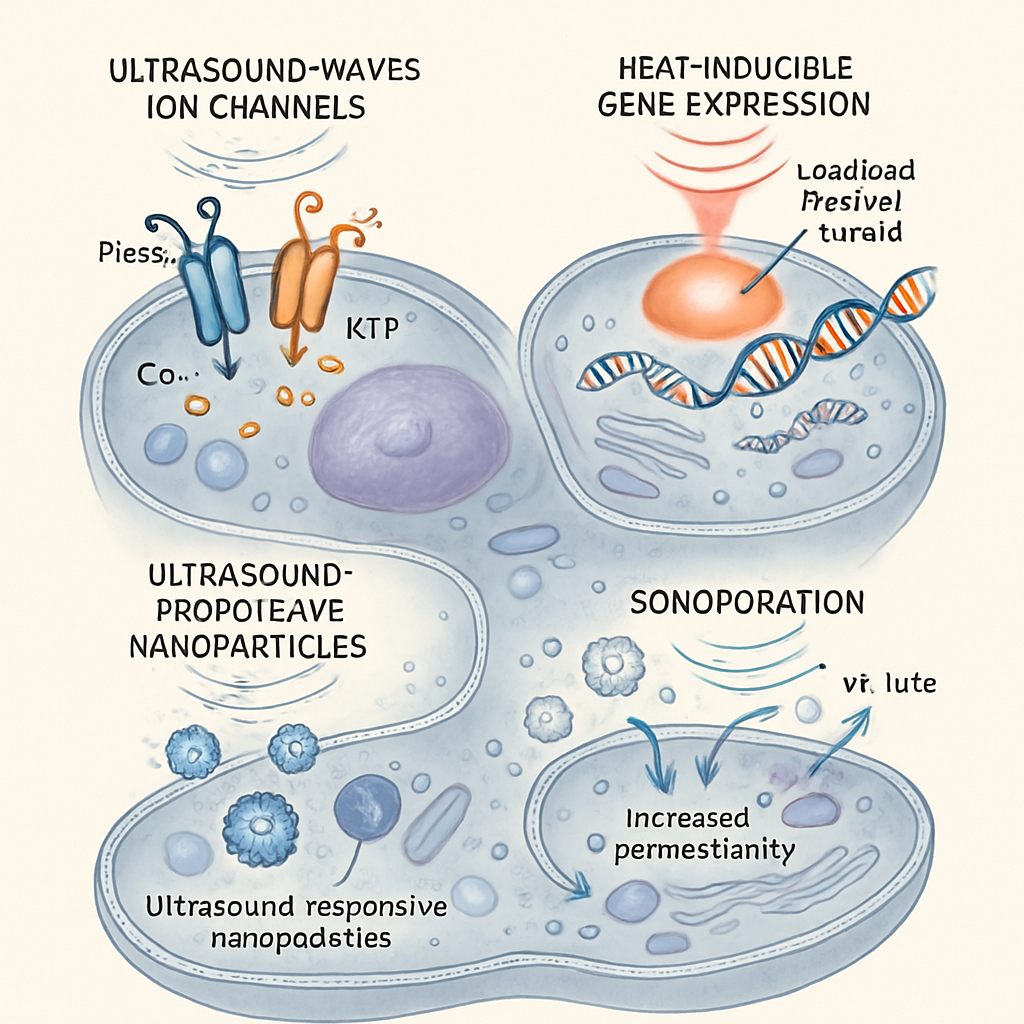 ULTRASOUND-WAVES
ION CHANNELS
HEAT-INDUCIBLE
GENE EXPRESSION
Loadload
Fresivel
turaid
Piess,.
KTP
Co...
ULTRASOUND-
PROPOTEAVE
NANOPARTICLES
SONOPORATION
vi. lute
Increased
permestianity
Ultrasound responsive
nanopadsties